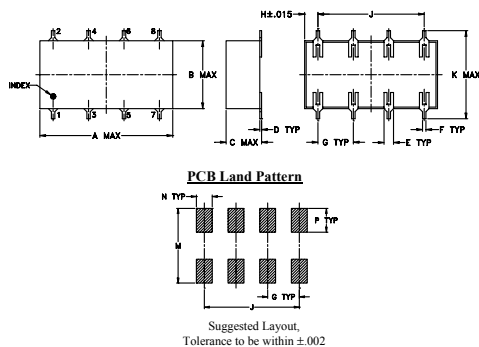 H±.015
J
2 4 6 8
B MAX
K MAX
INDEX
1 3 5 7
D TYP
F TYP
A MAX
C MAX
G TYP
E TYP
PCB Land Pattern
N TYP
P TYP
M
G TYP
J
Suggested Layout,
Tolerance to be within ±.002